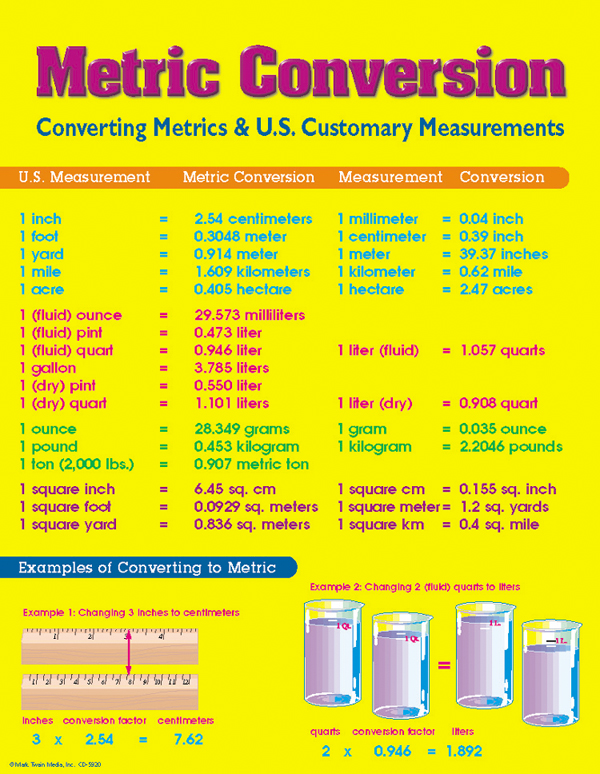 Metric Conversion
Converting Metrics & U.S. Customary Measurements
U.S. Measurement Metric Conversion Measurement Conversion
1 inch = 2.54 centimeters 1 millimeter = 0.04 inch
1 foot = 0.3048 meter 1 centimeter = 0.39 inch
1 yard = 0.914 meter 1 meter = 39.37 inches
1 mile = 1.609 kilometers 1 kilometer = 0.62 mile
1 acre = 0.405 hectare 1 hectare = 2.47 acres
1 (fluid) ounce = 29.573 milliliters
1 (fluid) pint = 0.473 liter
1 (fluid) quart = 0.946 liter 1 liter (fluid) = 1.057 quarts
1 gallon = 3.785 liters
1 (dry) pint = 0.550 liter
1 (dry) quart = 1.101 liters 1 liter (dry) = 0.908 quart
1 ounce = 28.349 grams 1 gram = 0.035 ounce
1 pound = 0.453 kilogram 1 kilogram = 2.2046 pounds
1 ton (2,000 lbs.) = 0.907 metric ton
1 square inch = 6.45 sq. cm 1 square cm = 0.155 sq. inch
1 square foot = 0.0929 sq. meters 1 square meter = 1.2 sq. yards
1 square yard = 0.836 sq. meters 1 square km = 0.4 sq. mile
Examples of Converting to Metric
Example 1: Changing 3 inches to centimeters
1 2 3 4
1 2 3 4 5 6 7 8 9 10 11 12
inches conversion factor centimeters
3 x 2.54 = 7.62
Example 2: Changing 2 (fluid) quarts to liters
1 Qt. 1 Qt. = 1 L. 1 L.
quarts conversion factor liters
2 x 0.946 = 1.892
©Mark Twain Media, Inc. CD-5920